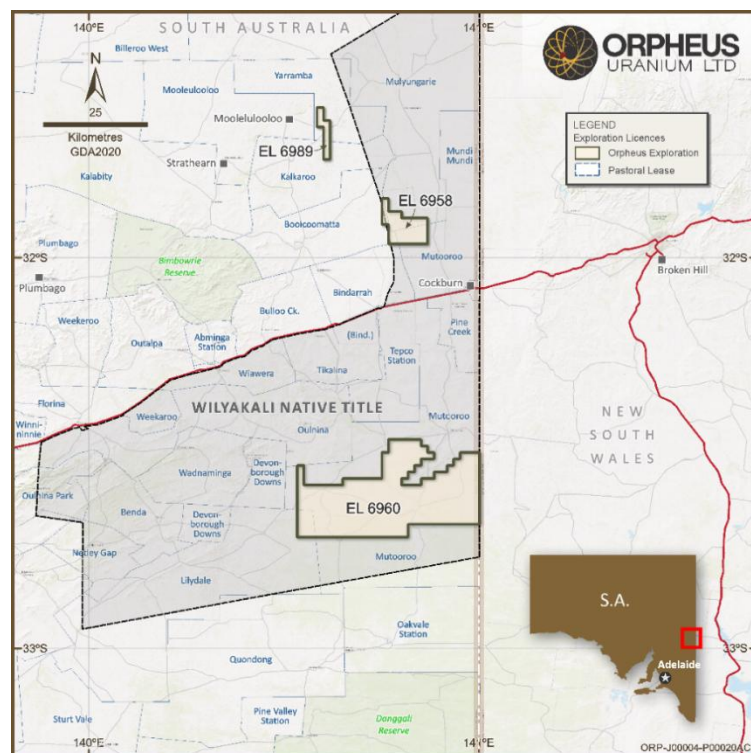 140°E
141°E
SOUTH AUSTRALIA
ORPHEUS
URANIUM LTD
Billeroo West
Yarramba
Mulyungarie
N
Mooleulooloo
25
Kilometres
GDA2020
Moolelulooloo
EL 6989
Strathearn
Kalabity
Kalkaroo
Mundi
Mundi
LEGEND
Exploration Licences
Orpheus Exploration
Pastoral Lease
EL 6958
Boolcoomatta
Plumbago
Bimbowrie
Reserve
Mutooroo
32°S
32°S
Plumbago
Cockburn
Broken Hill
Bindarrah
Weekeroo
Bulloo Ck.
Outalpa
Abminga
Station
(Bind.)
Pine
Creek
Tepco
Station
Wiawera
Tikalina
Florina
Winni-
ninnie
Weekaroo
WILYAKALI NATIVE TITLE
Mutooroo
Oulnina
NEW
SOUTH
WALES
Wadnaminga
Devon-
borough
Downs
Oulnina Park
EL 6960
Benda
Devon-
borough
Downs
Netley Gap
Mutooroo
Lilydale
S.A.
Oakvale
Station
33°S
33°S
Quondong
Adelaide
Sturt Vale
Pine Valley
Station
Danggali
Reserve
140°E
141°E
ORP-J00004-P000204 C